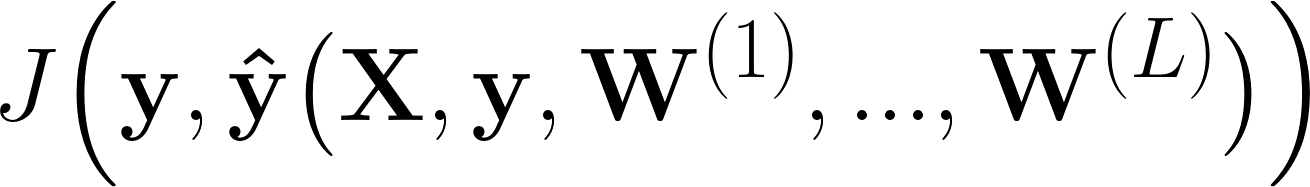 J(y, ŷ(X, y, W⁽¹⁾, ...., W⁽ᴸ⁾))